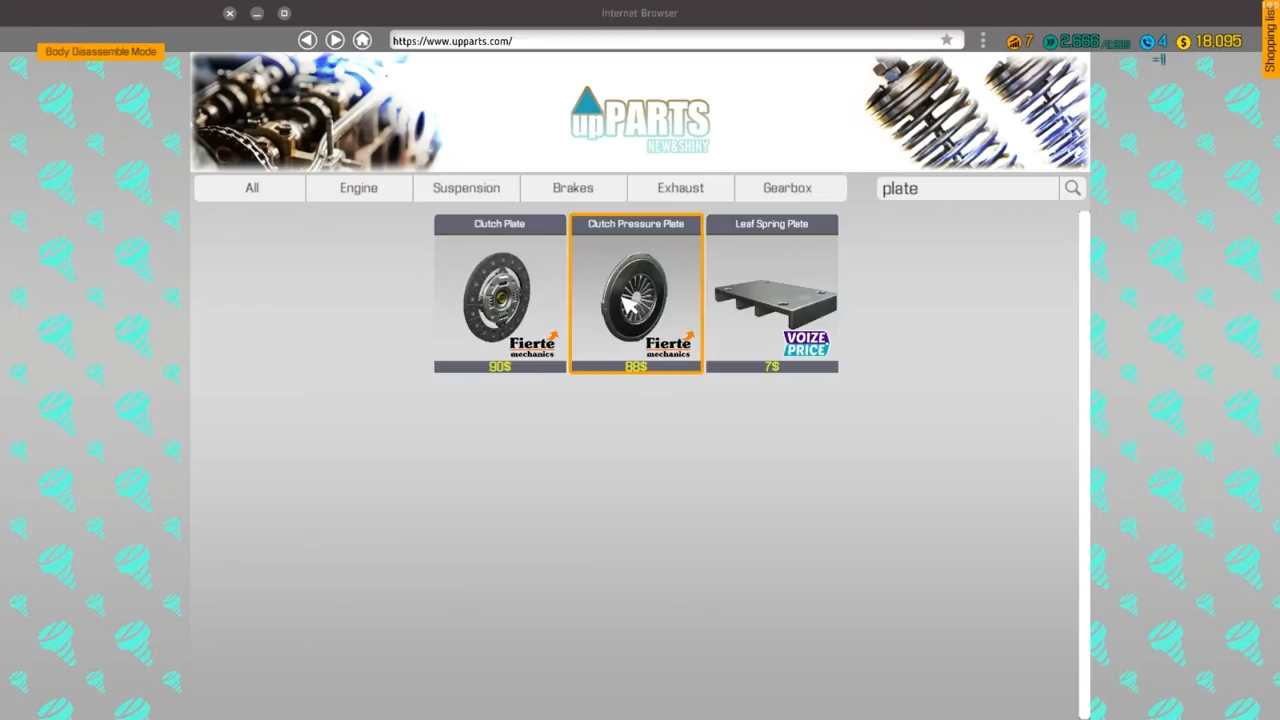 Internet Browser
https://www.upparts.com/
Body Disassemble Mode
7
2,666
4
18,095
Shopping list
upPARTS
NEW&SHINY
All
Engine
Suspension
Brakes
Exhaust
Gearbox
plate
Clutch Plate
Clutch Pressure Plate
Leaf Spring Plate
Fierté mechanics
Fierté mechanics
VOIZE PRICE
90$
88$
7$